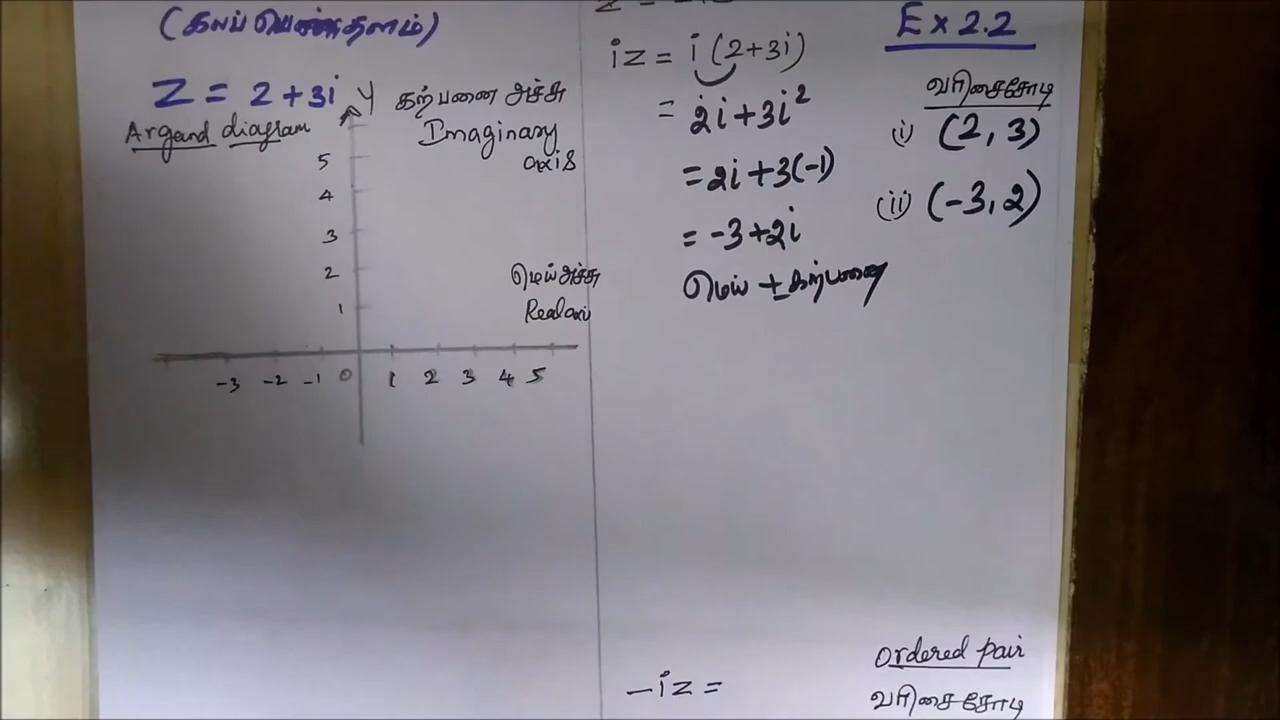 (கலப்பெண்தளம்)
Z = 2 + 3i
Argand diagram
y கற்பனை அச்சு
Imaginary
axis
5
4
3
2
1
மெய் அச்சு
Real axis
-3 -2 -1 0 1 2 3 4 5
iz = i(2+3i)
= 2i + 3i²
= 2i + 3(-1)
= -3 + 2i
மெய் ± கற்பனை
-iz =
Ex 2.2
வரிசைசோடி
(i) (2, 3)
(ii) (-3, 2)
ordered pair
வரிசைசோடி